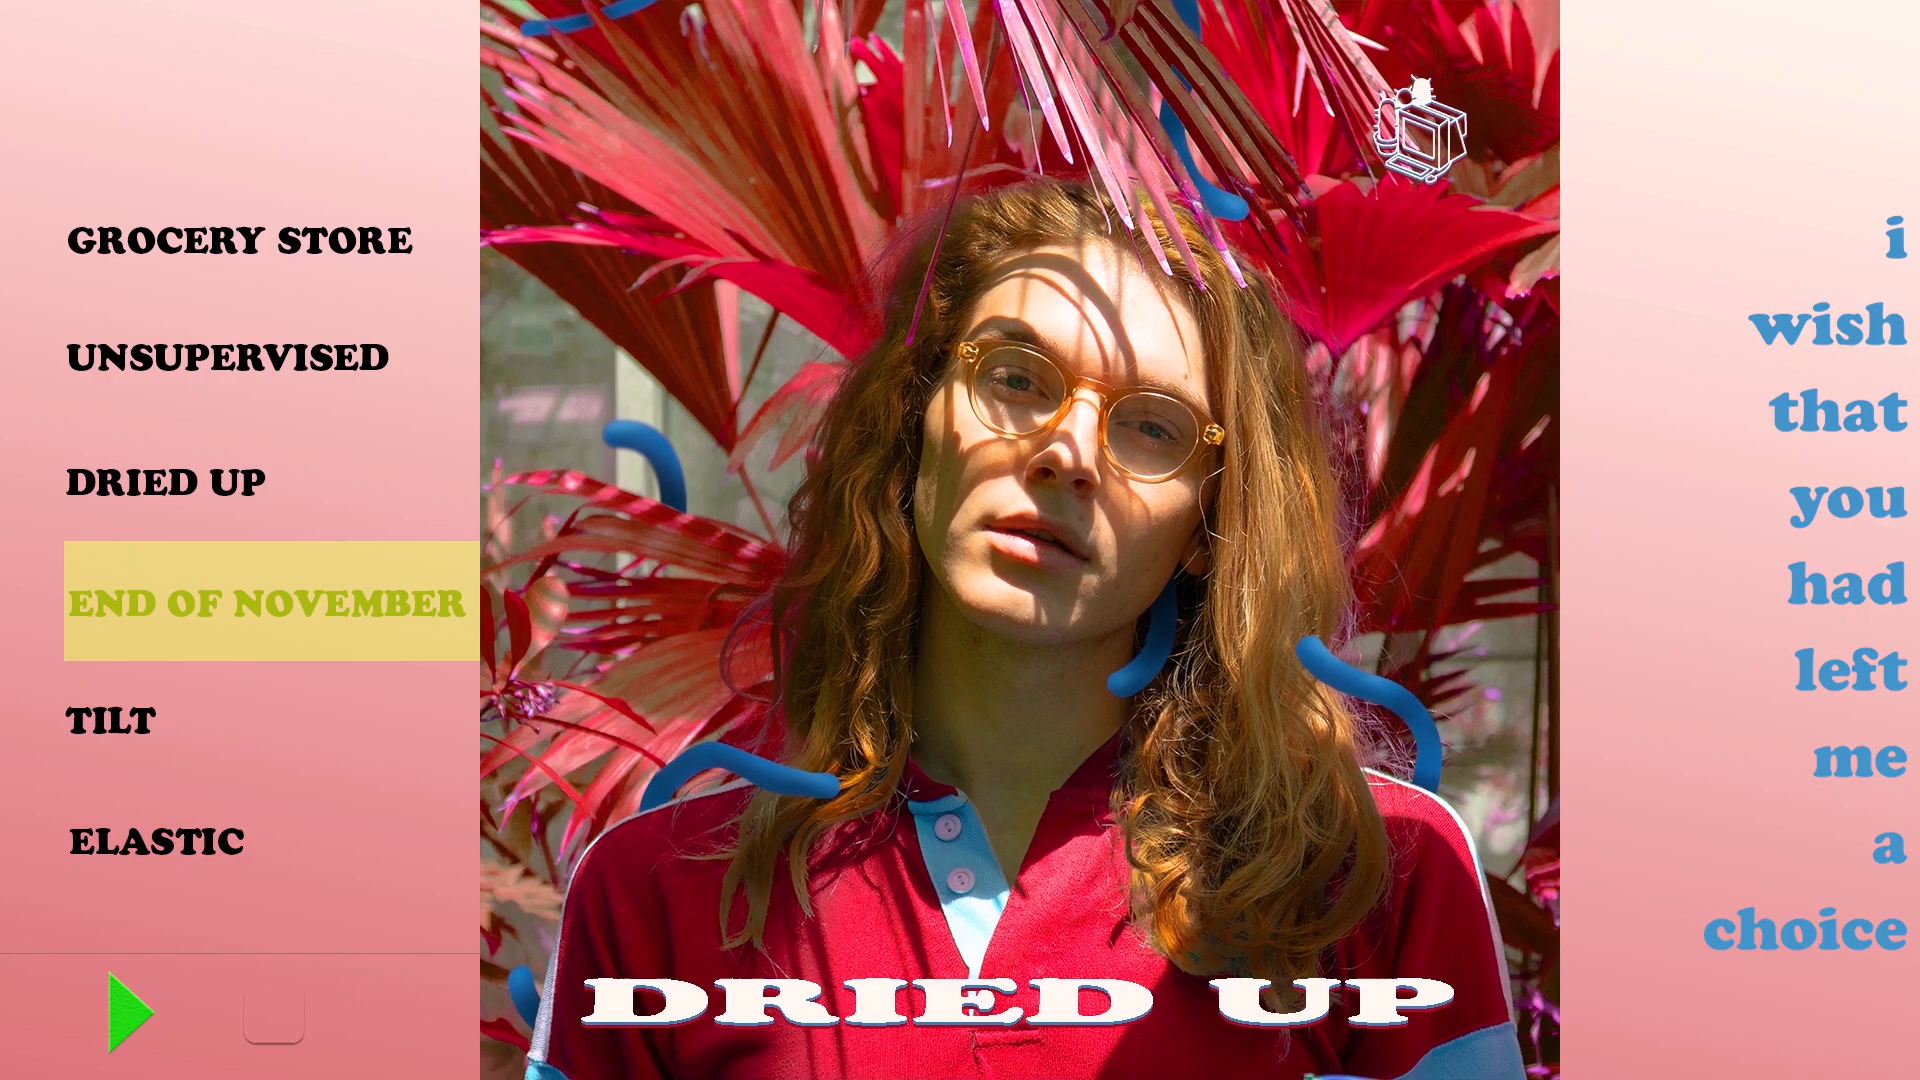 GROCERY STORE
UNSUPERVISED
DRIED UP
END OF NOVEMBER
TILT
ELASTIC
DRIED UP
i
wish
that
you
had
left
me
a
choice